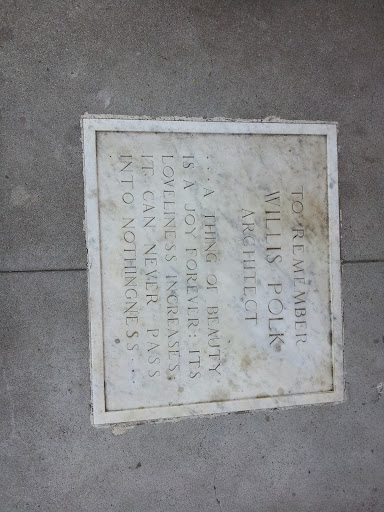 TO REMEMBER
WILLIS POLK
ARCHITECT
... A THING OF BEAUTY
IS A JOY FOREVER: ITS
LOVELINESS INCREASES;
IT CAN NEVER PASS
INTO NOTHINGNESS ...